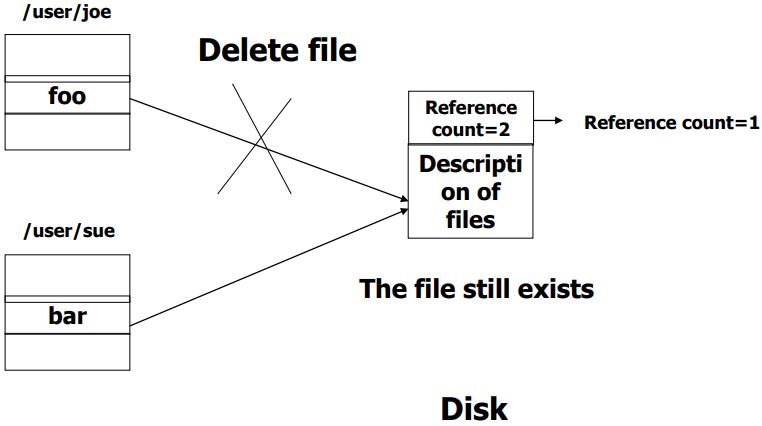 /user/joe
Delete file
foo
Reference
count=2
Reference count=1
Descripti
on of
files
/user/sue
bar
The file still exists
Disk